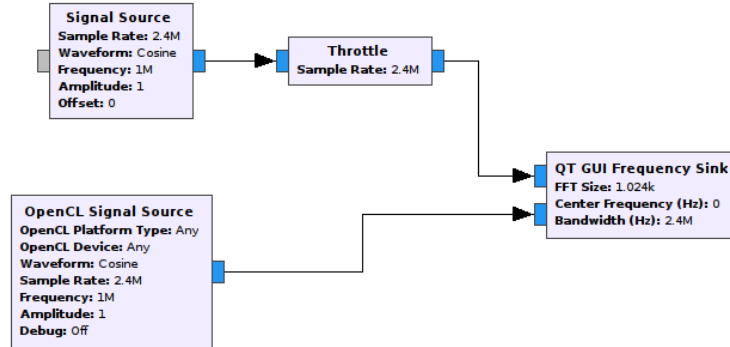 Signal Source
Sample Rate: 2.4M
Waveform: Cosine
Frequency: 1M
Amplitude: 1
Offset: 0
Throttle
Sample Rate: 2.4M
QT GUI Frequency Sink
FFT Size: 1.024k
Center Frequency (Hz): 0
Bandwidth (Hz): 2.4M
OpenCL Signal Source
OpenCL Platform Type: Any
OpenCL Device: Any
Waveform: Cosine
Sample Rate: 2.4M
Frequency: 1M
Amplitude: 1
Debug: Off